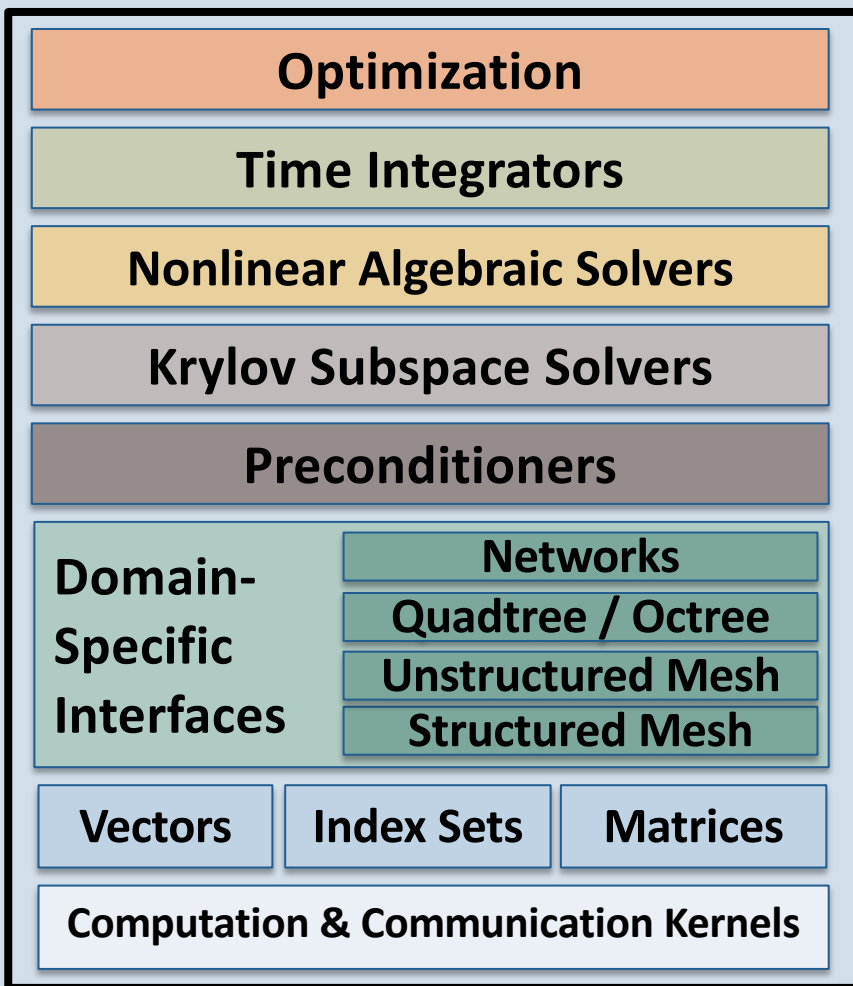 Optimization
Time Integrators
Nonlinear Algebraic Solvers
Krylov Subspace Solvers
Preconditioners
Domain-
Specific
Interfaces
Networks
Quadtree / Octree
Unstructured Mesh
Structured Mesh
Vectors
Index Sets
Matrices
Computation & Communication Kernels